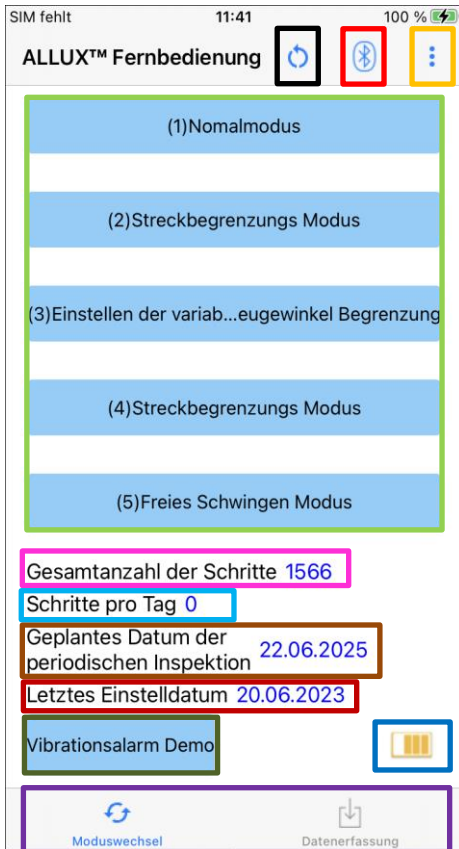 SIM fehlt 11:41 100 %
ALLUX™ Fernbedienung
(1)Nomalmodus
(2)Streckbegrenzungs Modus
(3)Einstellen der variab...eugewinkel Begrenzung
(4)Streckbegrenzungs Modus
(5)Freies Schwingen Modus
Gesamtanzahl der Schritte 1566
Schritte pro Tag 0
Geplantes Datum der
periodischen Inspektion 22.06.2025
Letztes Einstelldatum 20.06.2023
Vibrationsalarm Demo
Moduswechsel Datenerfassung